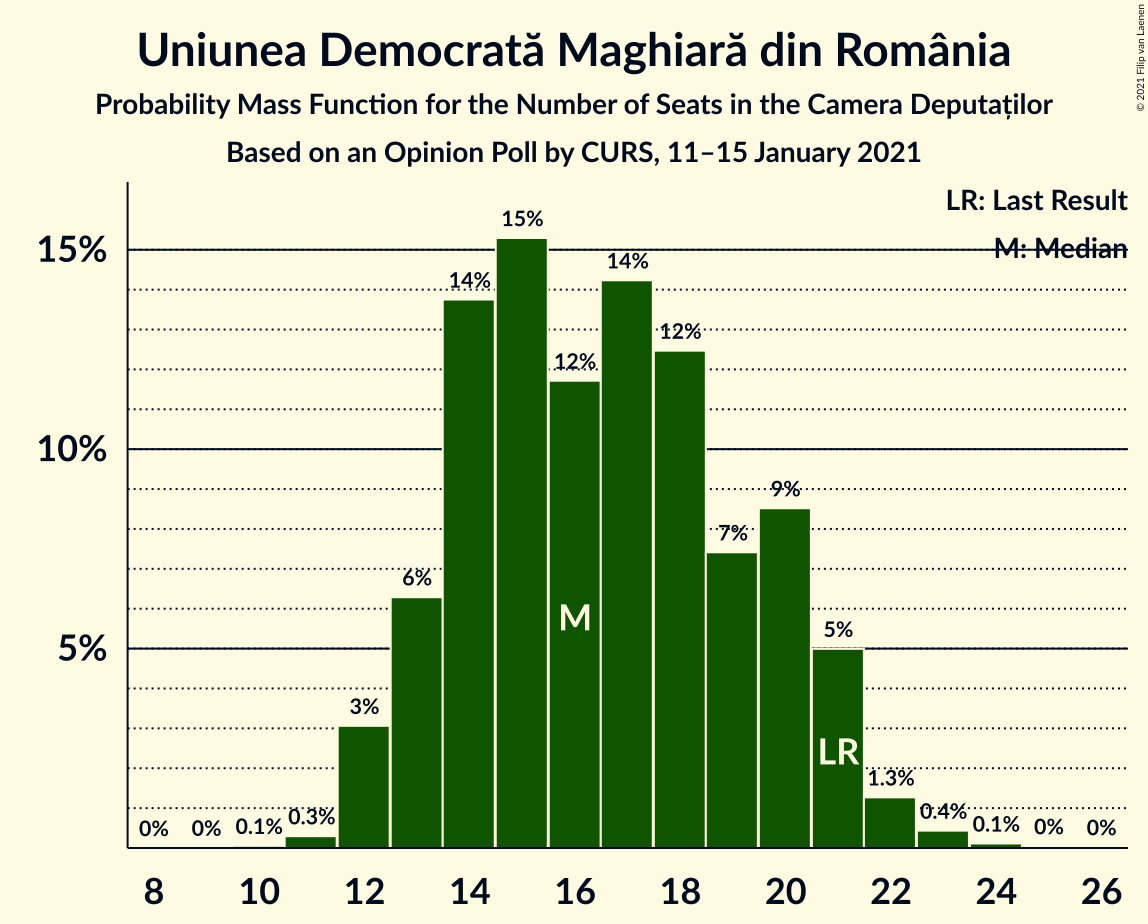 Uniunea Democrată Maghiară din România
Probability Mass Function for the Number of Seats in the Camera Deputaților
Based on an Opinion Poll by CURS, 11–15 January 2021
© 2021 Filip van Laenen
LR: Last Result
M: Median
15%
10%
5%
0%
0%
0.1%
0.3%
3%
6%
14%
15%
12%
14%
12%
7%
9%
5%
1.3%
0.4%
0.1%
0%
0%
M
LR
8 10 12 14 16 18 20 22 24 26